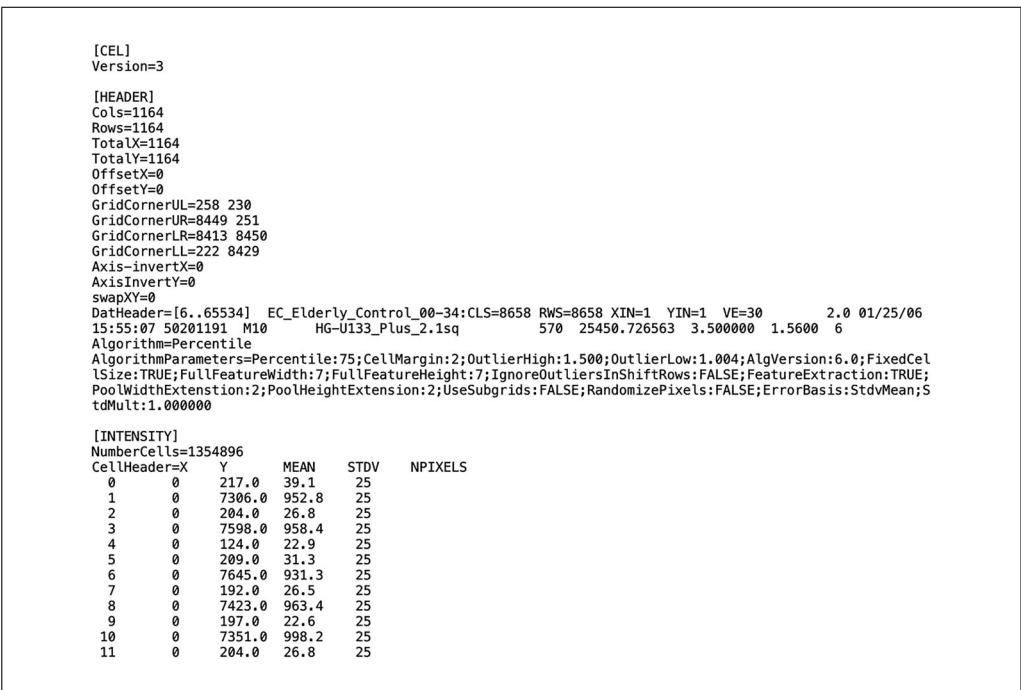 [CEL]
Version=3
[HEADER]
Cols=1164
Rows=1164
TotalX=1164
TotalY=1164
OffsetX=0
OffsetY=0
GridCornerUL=258 230
GridCornerUR=8449 251
GridCornerLR=8413 8450
GridCornerLL=222 8429
Axis-invertX=0
AxisInvertY=0
swapXY=0
DatHeader=[6..65534] EC_Elderly_Control_00-34:CLS=8658 RWS=8658 XIN=1 YIN=1 VE=30 2.0 01/25/06
15:55:07 50201191 M10 HG-U133_Plus_2.1sq 570 25450.726563 3.500000 1.5600 6
Algorithm=Percentile
AlgorithmParameters=Percentile:75;CellMargin:2;OutlierHigh:1.500;OutlierLow:1.004;AlgVersion:6.0;FixedCel
lSize:TRUE;FullFeatureWidth:7;FullFeatureHeight:7;IgnoreOutliersInShiftRows:FALSE;FeatureExtraction:TRUE;
PoolWidthExtenstion:2;PoolHeightExtension:2;UseSubgrids:FALSE;RandomizePixels:FALSE;ErrorBasis:StdvMean;S
tdMult:1.000000
[INTENSITY]
NumberCells=1354896
CellHeader=X Y MEAN STDV NPIXELS
0 0 217.0 39.1 25
1 0 7306.0 952.8 25
2 0 204.0 26.8 25
3 0 7598.0 958.4 25
4 0 124.0 22.9 25
5 0 209.0 31.3 25
6 0 7645.0 931.3 25
7 0 192.0 26.5 25
8 0 7423.0 963.4 25
9 0 197.0 22.6 25
10 0 7351.0 998.2 25
11 0 204.0 26.8 25